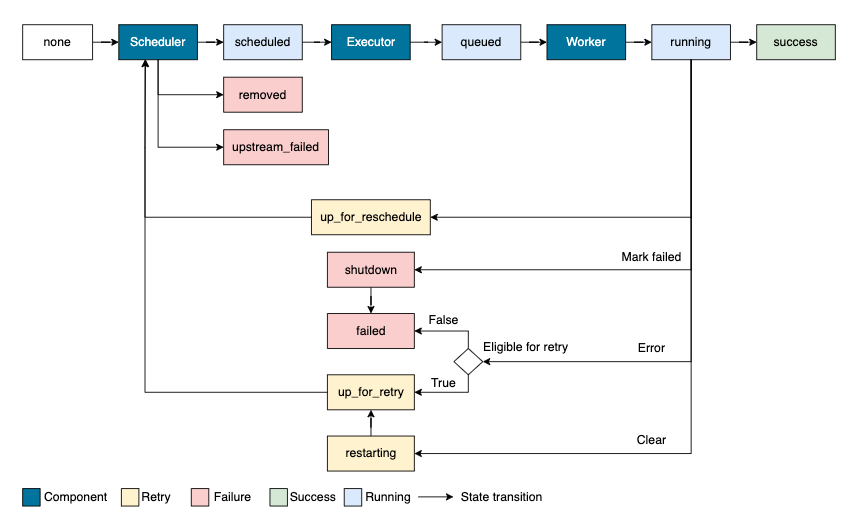 none
Scheduler
scheduled
Executor
queued
Worker
running
success
removed
upstream_failed
up_for_reschedule
Mark failed
shutdown
False
failed
Eligible for retry
Error
True
up_for_retry
Clear
restarting
Component
Retry
Failure
Success
Running
State transition